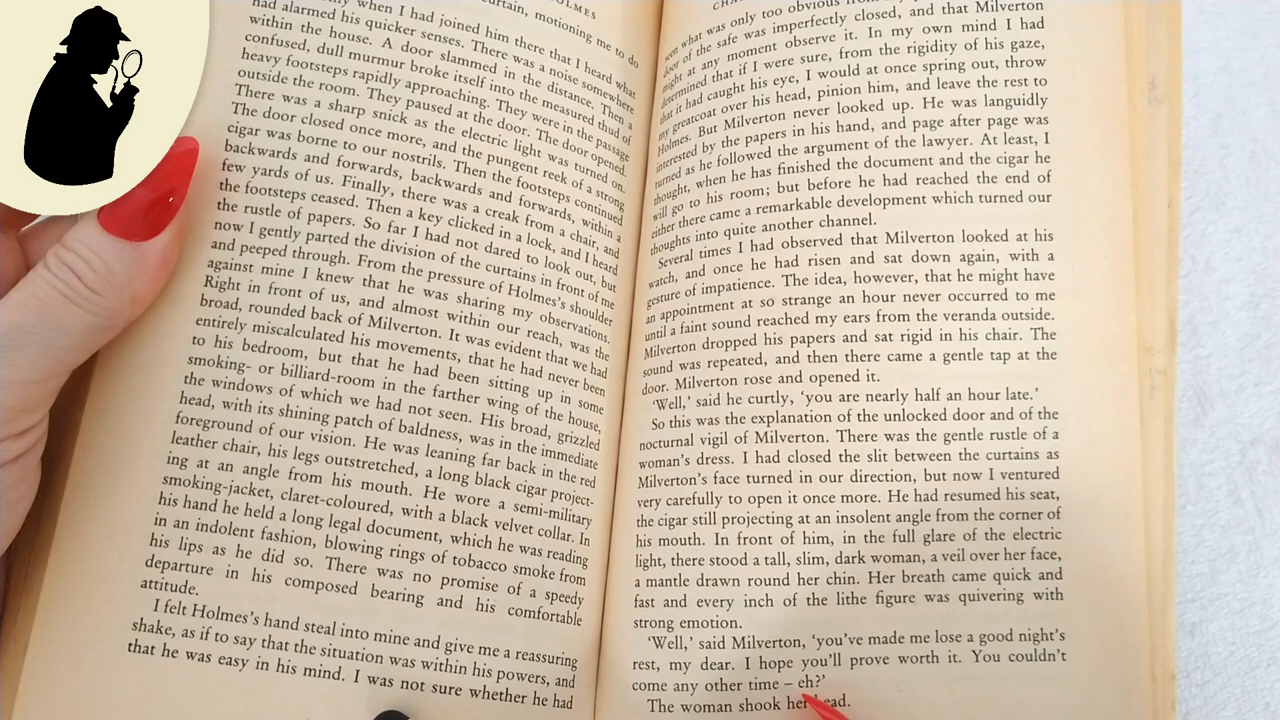 HOLMES
curtain, motioning me to do
when I had joined him there that I heard what
had alarmed his quicker senses. There was a noise somewhere
within the house. A door slammed in the distance. Then a
confused, dull murmur broke itself into the measured thud of
heavy footsteps rapidly approaching. They were in the passage
outside the room. They paused at the door. The door opened.
There was a sharp snick as the electric light was turned on.
The door closed once more, and the pungent reek of a strong
cigar was borne to our nostrils. Then the footsteps continued
backwards and forwards, backwards and forwards, within a
few yards of us. Finally, there was a creak from a chair, and
the footsteps ceased. Then a key clicked in a lock, and I heard
the rustle of papers. So far I had not dared to look out, but
now I gently parted the division of the curtains in front of me
and peeped through. From the pressure of Holmes's shoulder
against mine I knew that he was sharing my observations.
Right in front of us, and almost within our reach, was the
broad, rounded back of Milverton. It was evident that we had
entirely miscalculated his movements, that he had never been
to his bedroom, but that he had been sitting up in some
smoking- or billiard-room in the farther wing of the house,
the windows of which we had not seen. His broad, grizzled
head, with its shining patch of baldness, was in the immediate
foreground of our vision. He was leaning far back in the red
leather chair, his legs outstretched, a long black cigar project-
ing at an angle from his mouth. He wore a semi-military
smoking-jacket, claret-coloured, with a black velvet collar. In
his hand he held a long legal document, which he was reading
in an indolent fashion, blowing rings of tobacco smoke from
his lips as he did so. There was no promise of a speedy
departure in his composed bearing and his comfortable
attitude.
I felt Holmes's hand steal into mine and give me a reassuring
shake, as if to say that the situation was within his powers, and
that he was easy in his mind. I was not sure whether he had
what was only too obvious from
door of the safe was imperfectly closed, and that Milverton
might at any moment observe it. In my own mind I had
determined that if I were sure, from the rigidity of his gaze,
that it had caught his eye, I would at once spring out, throw
my greatcoat over his head, pinion him, and leave the rest to
Holmes. But Milverton never looked up. He was languidly
interested by the papers in his hand, and page after page was
turned as he followed the argument of the lawyer. At least, I
thought, when he has finished the document and the cigar he
will go to his room; but before he had reached the end of
either there came a remarkable development which turned our
thoughts into quite another channel.
Several times I had observed that Milverton looked at his
watch, and once he had risen and sat down again, with a
gesture of impatience. The idea, however, that he might have
an appointment at so strange an hour never occurred to me
until a faint sound reached my ears from the veranda outside.
Milverton dropped his papers and sat rigid in his chair. The
sound was repeated, and then there came a gentle tap at the
door. Milverton rose and opened it.
'Well,' said he curtly, 'you are nearly half an hour late.'
So this was the explanation of the unlocked door and of the
nocturnal vigil of Milverton. There was the gentle rustle of a
woman's dress. I had closed the slit between the curtains as
Milverton's face turned in our direction, but now I ventured
very carefully to open it once more. He had resumed his seat,
the cigar still projecting at an insolent angle from the corner of
his mouth. In front of him, in the full glare of the electric
light, there stood a tall, slim, dark woman, a veil over her face,
a mantle drawn round her chin. Her breath came quick and
fast and every inch of the lithe figure was quivering with
strong emotion.
'Well,' said Milverton, 'you've made me lose a good night's
rest, my dear. I hope you'll prove worth it. You couldn't
come any other time – eh?'
The woman shook her head.